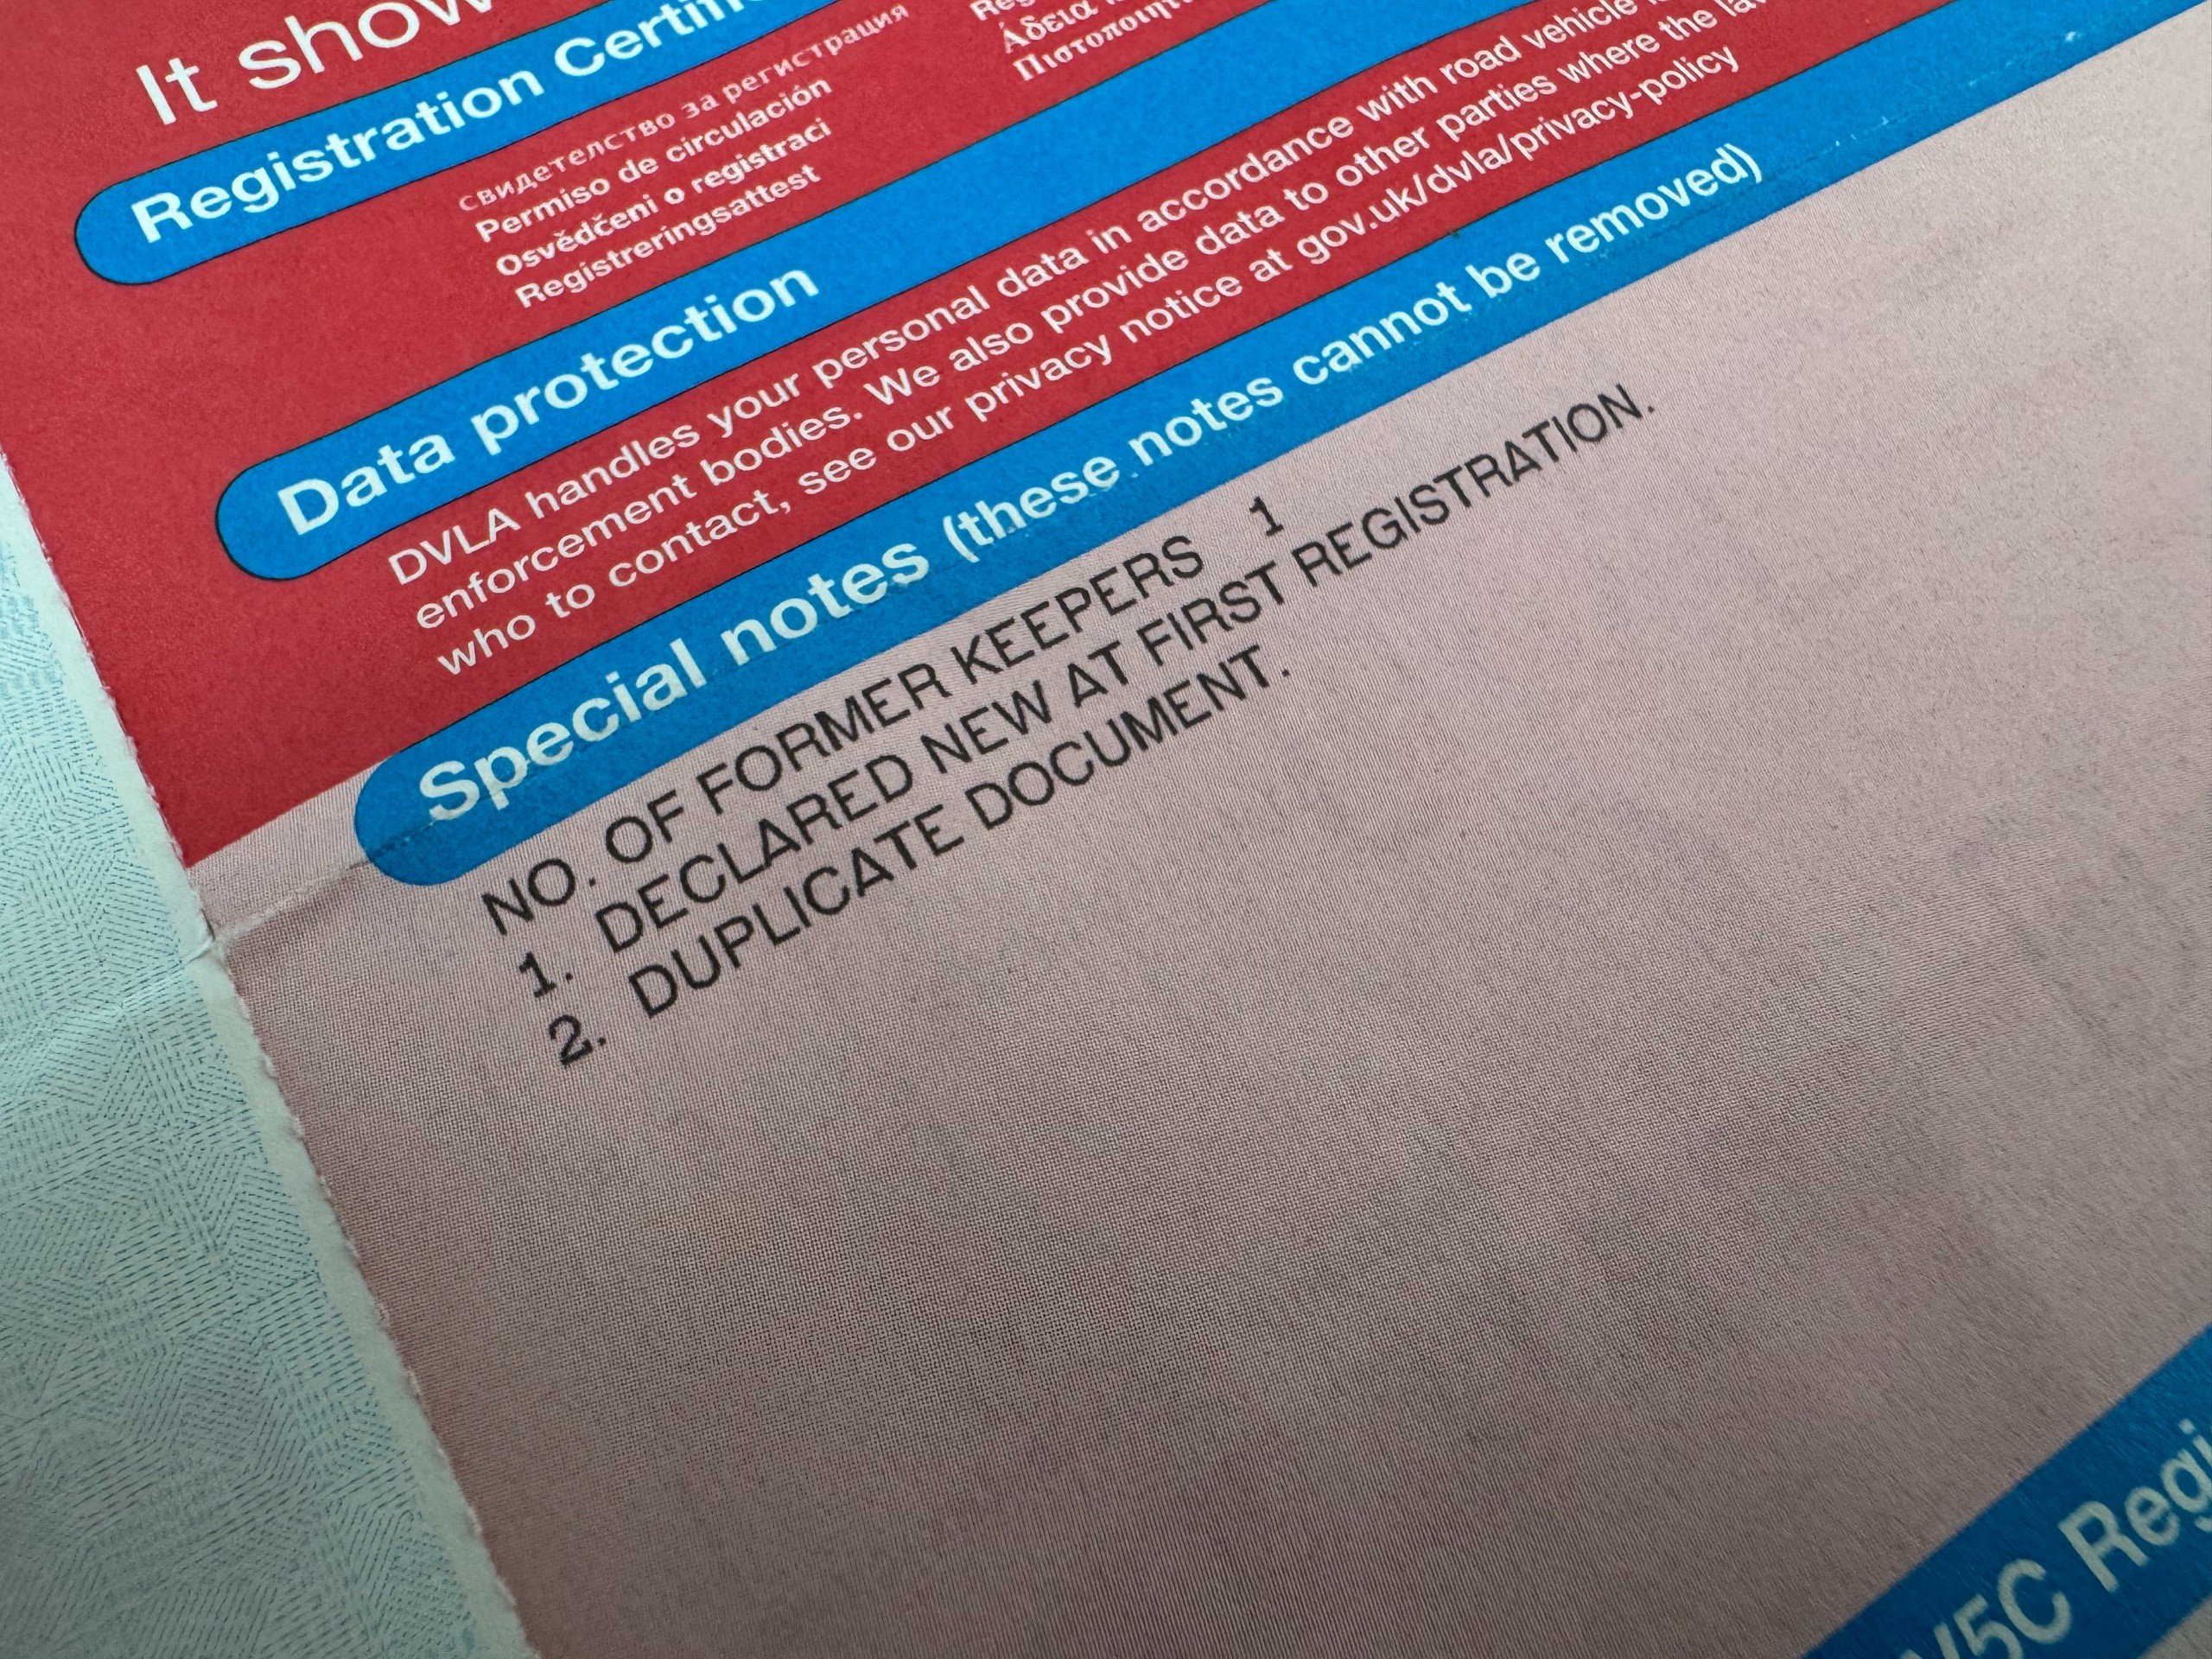 It show
Registration Certifi
свидетелство за регистрация
Permiso de circulación
Osvědčeni o registraci
Registreringsattest
Άδεια
Data protection
DVLA handles your personal data in accordance with road vehicle
enforcement bodies. We also provide data to other parties where the law
who to contact, see our privacy notice at gov.uk/dvla/privacy-policy
Special notes (these notes cannot be removed)
NO. OF FORMER KEEPERS 1
1. DECLARED NEW AT FIRST REGISTRATION.
2. DUPLICATE DOCUMENT.
V5C Regi